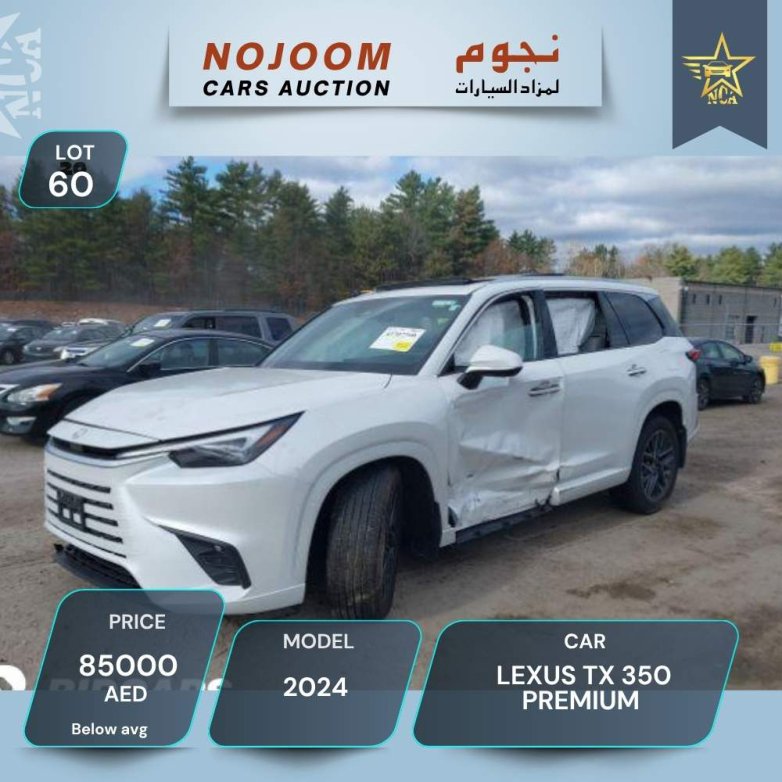 NOJOOM
CARS AUCTION
نجوم
لمزاد السيارات
NCA
NCA
LOT
60
PRICE
85000
AED
Below avg
MODEL
2024
CAR
LEXUS TX 350
PREMIUM